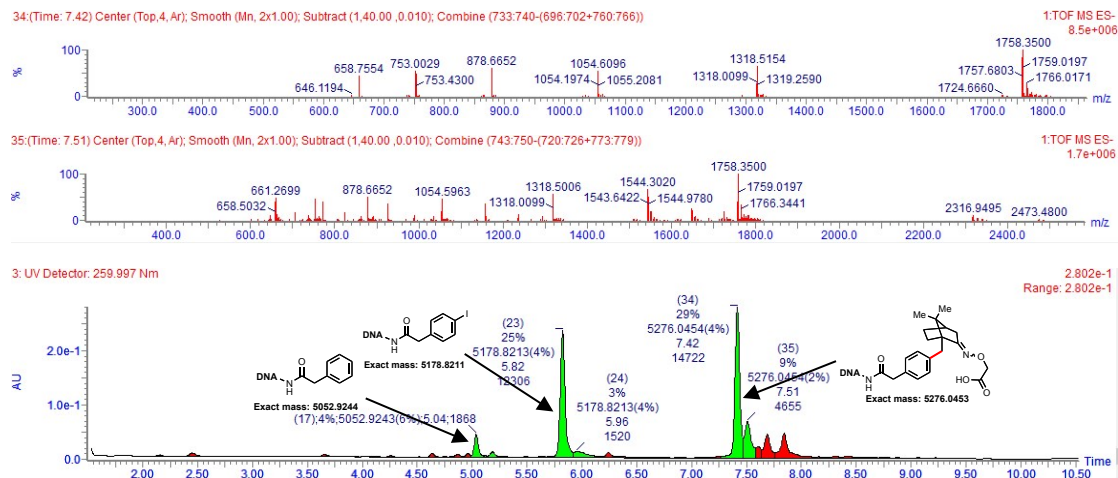 34:(Time: 7.42) Center (Top,4, Ar); Smooth (Mn, 2x1.00); Subtract (1,40.00 ,0.010); Combine (733:740-(696:702+760:766))
1:TOF MS ES-
8.5e+006
100
%
0
646.1194
658.7554
753.0029
753.4300
878.6652
1054.6096
1054.1974
1055.2081
1318.5154
1318.0099
1319.2590
1758.3500
1759.0197
1757.6803
1766.0171
1724.6660
300.0 400.0 500.0 600.0 700.0 800.0 900.0 1000.0 1100.0 1200.0 1300.0 1400.0 1500.0 1600.0 1700.0 1800.0
m/z
35:(Time: 7.51) Center (Top,4, Ar); Smooth (Mn, 2x1.00); Subtract (1,40.00 ,0.010); Combine (743:750-(720:726+773:779))
1:TOF MS ES-
1.7e+006
100
%
0
661.2699
658.5032
878.6652
1054.5963
1318.5006
1318.0099
1544.3020
1543.6422
1544.9780
1758.3500
1759.0197
1766.3441
2316.9495
2473.4800
400.0 600.0 800.0 1000.0 1200.0 1400.0 1600.0 1800.0 2000.0 2200.0 2400.0
m/z
3: UV Detector: 259.997 Nm
2.802e-1
Range: 2.802e-1
AU
2.0e-1
1.0e-1
0.0
DNA
N
H
O
Exact mass: 5052.9244
(17);4%;5052.9243(6%);5.04;1868
DNA
N
H
O
I
Exact mass: 5178.8211
(23)
25%
5178.8213(4%)
5.82
12306
(24)
3%
5178.8213(4%)
5.96
1520
(34)
29%
5276.0454(4%)
7.42
14722
(35)
9%
5276.0454(2%)
7.51
4655
Me
Me
N
O
O
HO
DNA
N
H
O
Exact mass: 5276.0453
2.00 2.50 3.00 3.50 4.00 4.50 5.00 5.50 6.00 6.50 7.00 7.50 8.00 8.50 9.00 9.50 10.00 10.50
Time